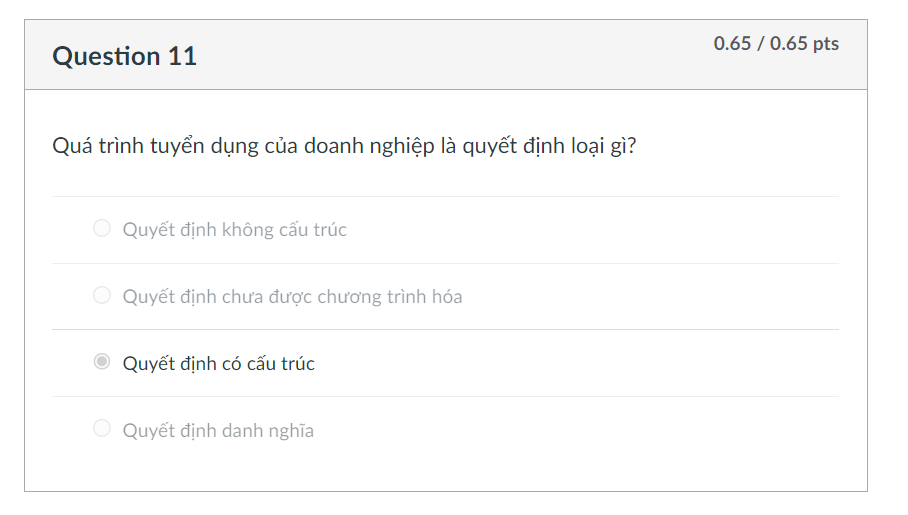 Question 11
0.65 / 0.65 pts
Quá trình tuyển dụng của doanh nghiệp là quyết định loại gì?
Quyết định không cấu trúc
Quyết định chưa được chương trình hóa
Quyết định có cấu trúc
Quyết định danh nghĩa